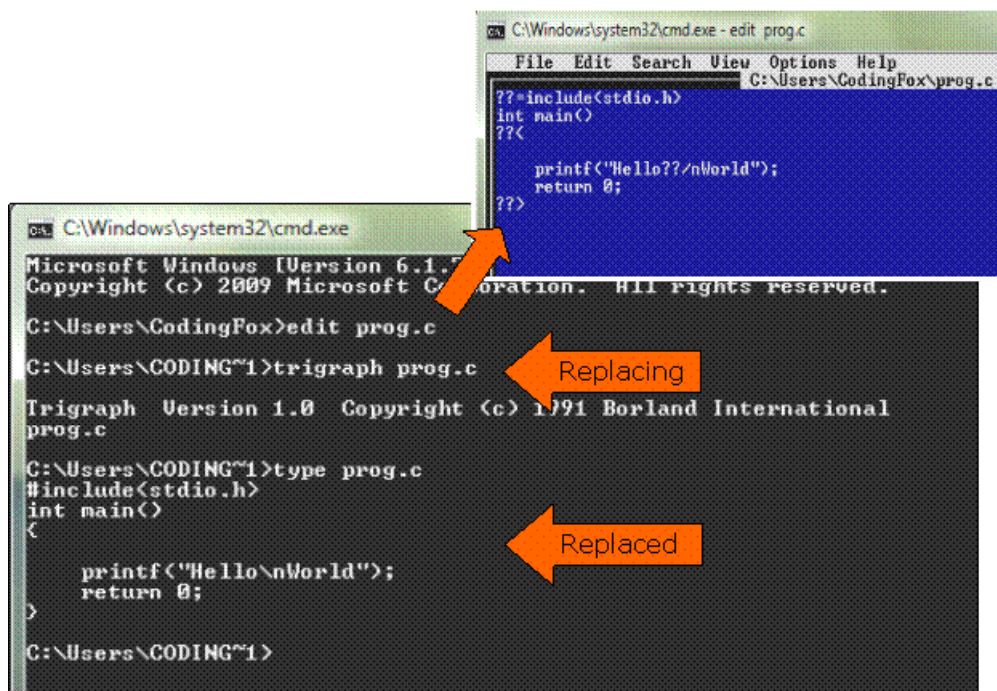 C:\Windows\system32\cmd.exe - edit prog.c
File Edit Search View Options Help
C:\Users\CodingFox\prog.c
??=include<stdio.h>
int main()
??<
printf("Hello??/nWorld");
return 0;
??>
C:\Windows\system32\cmd.exe
Microsoft Windows [Version 6.1.
Copyright (c) 2009 Microsoft Co oration. All rights reserved.
C:\Users\CodingFox>edit prog.c
C:\Users\CODING~1>trigraph prog.c
Replacing
Trigraph Version 1.0 Copyright (c) 1991 Borland International
prog.c
C:\Users\CODING~1>type prog.c
#include<stdio.h>
int main()
{
Replaced
printf("Hello\nWorld");
return 0;
}
C:\Users\CODING~1>